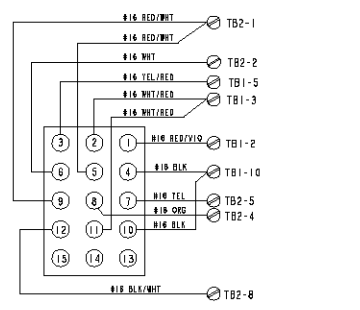 #16 RED/WHT
TB2-1
#16 RED/WHT
#16 WHT
TB2-2
#16 YEL/RED
TB1-5
#16 WHT/RED
TB1-3
#16 WHT/RED
3 2 1
#16 RED/VIO
TB1-2
6 5 4
#16 BLK
TB1-10
9 8 7
#16 YEL
TB2-5
#16 ORG
TB2-4
12 11 10
#16 BLK
15 14 13
#16 BLK/WHT
TB2-8